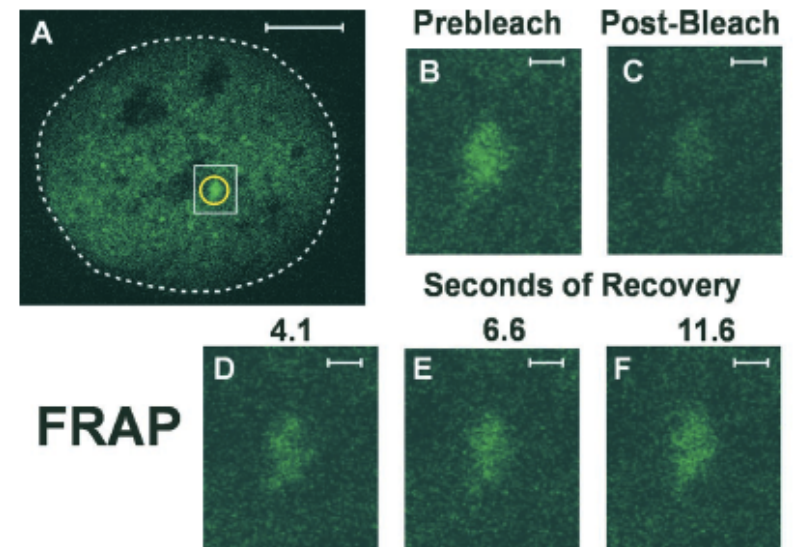 A
Prebleach
Post-Bleach
B
C
Seconds of Recovery
4.1
6.6
11.6
D
E
F
FRAP